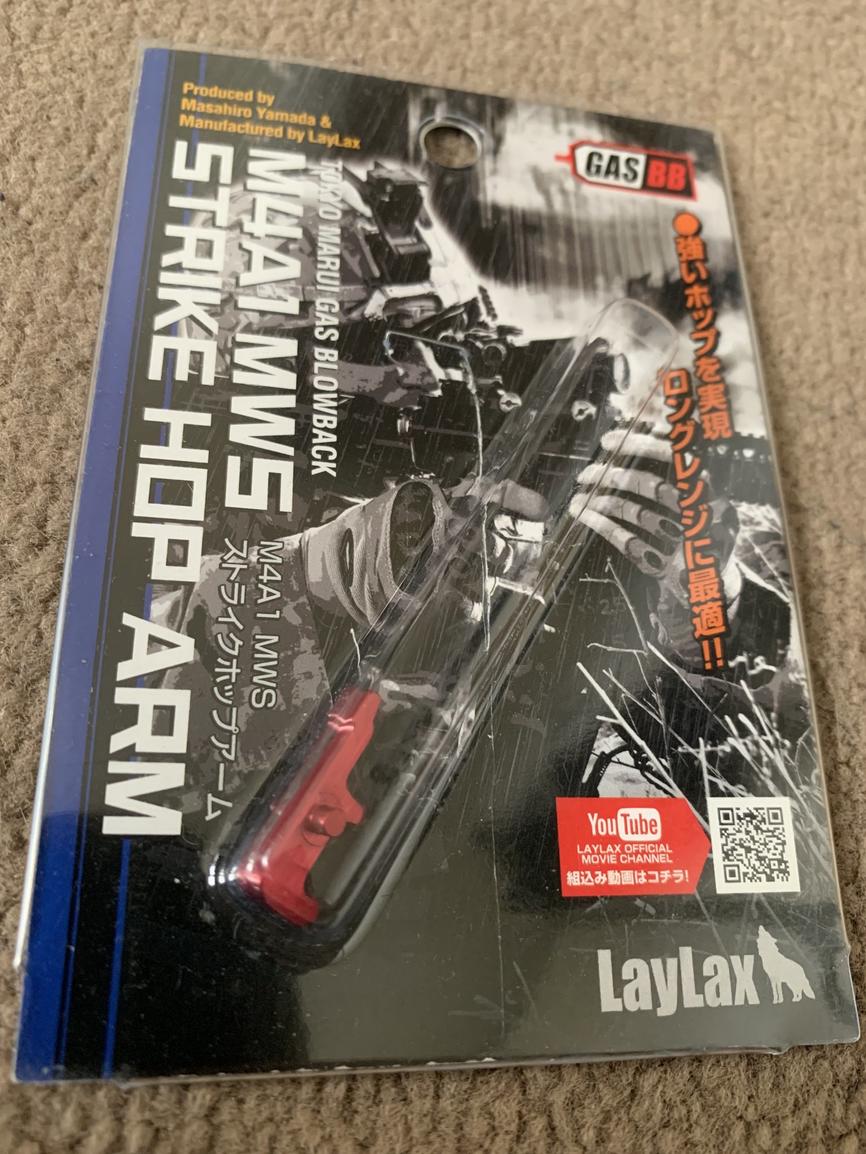 Produced by
Masahiro Yamada &
Manufactured by LayLax
GAS BB
TOKYO MARUI GAS BLOWBACK
M4A1 MWS
STRIKE HOP ARM
M4A1 MWS
ストライクホップアーム
●強いホップを実現
ロングレンジに最適!!
YouTube
LAYLAX OFFICIAL
MOVIE CHANNEL
組込み動画はコチラ!
LayLax